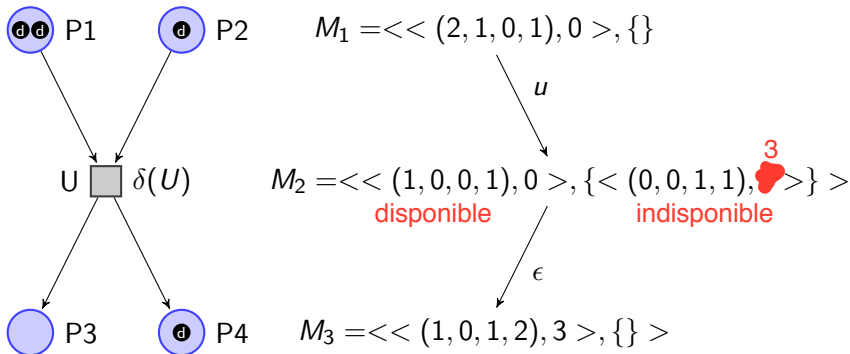 dd P1 d P2 M₁ =<< (2, 1, 0, 1), 0 >, {}
u
3
U δ(U) M₂ =<< (1, 0, 0, 1), 0 >, {< (0, 0, 1, 1), >} >
disponible indisponible
ϵ
P3 d P4 M₃ =<< (1, 0, 1, 2), 3 >, {} >